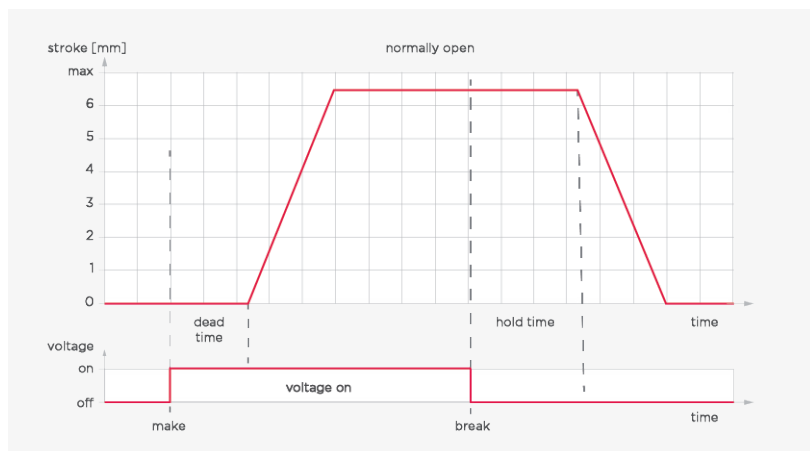 stroke [mm]
normally open
max
6
5
4
3
2
1
0
dead
time
hold time
time
voltage
on
voltage on
off
time
make
break